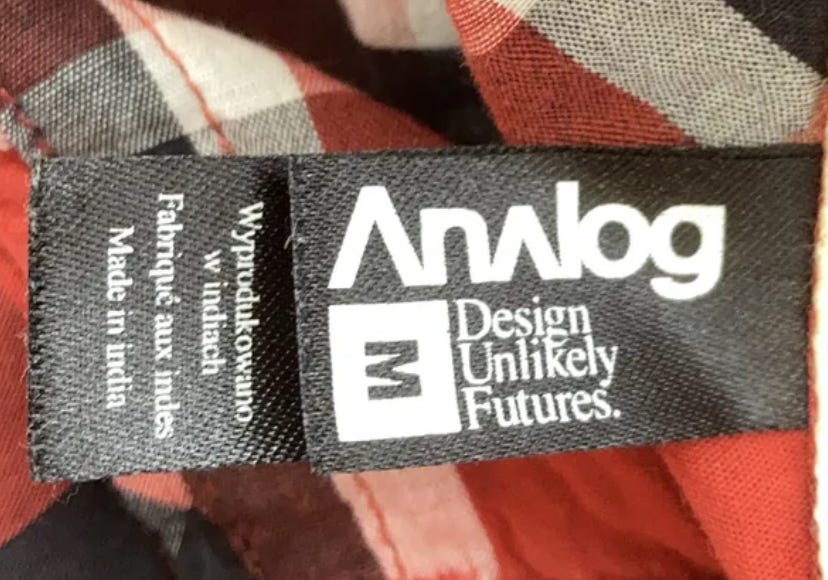 Analog
M
Design
Unlikely
Futures.
Made in india
Fabriqué aux indes
Wyprodukowano
w indiach